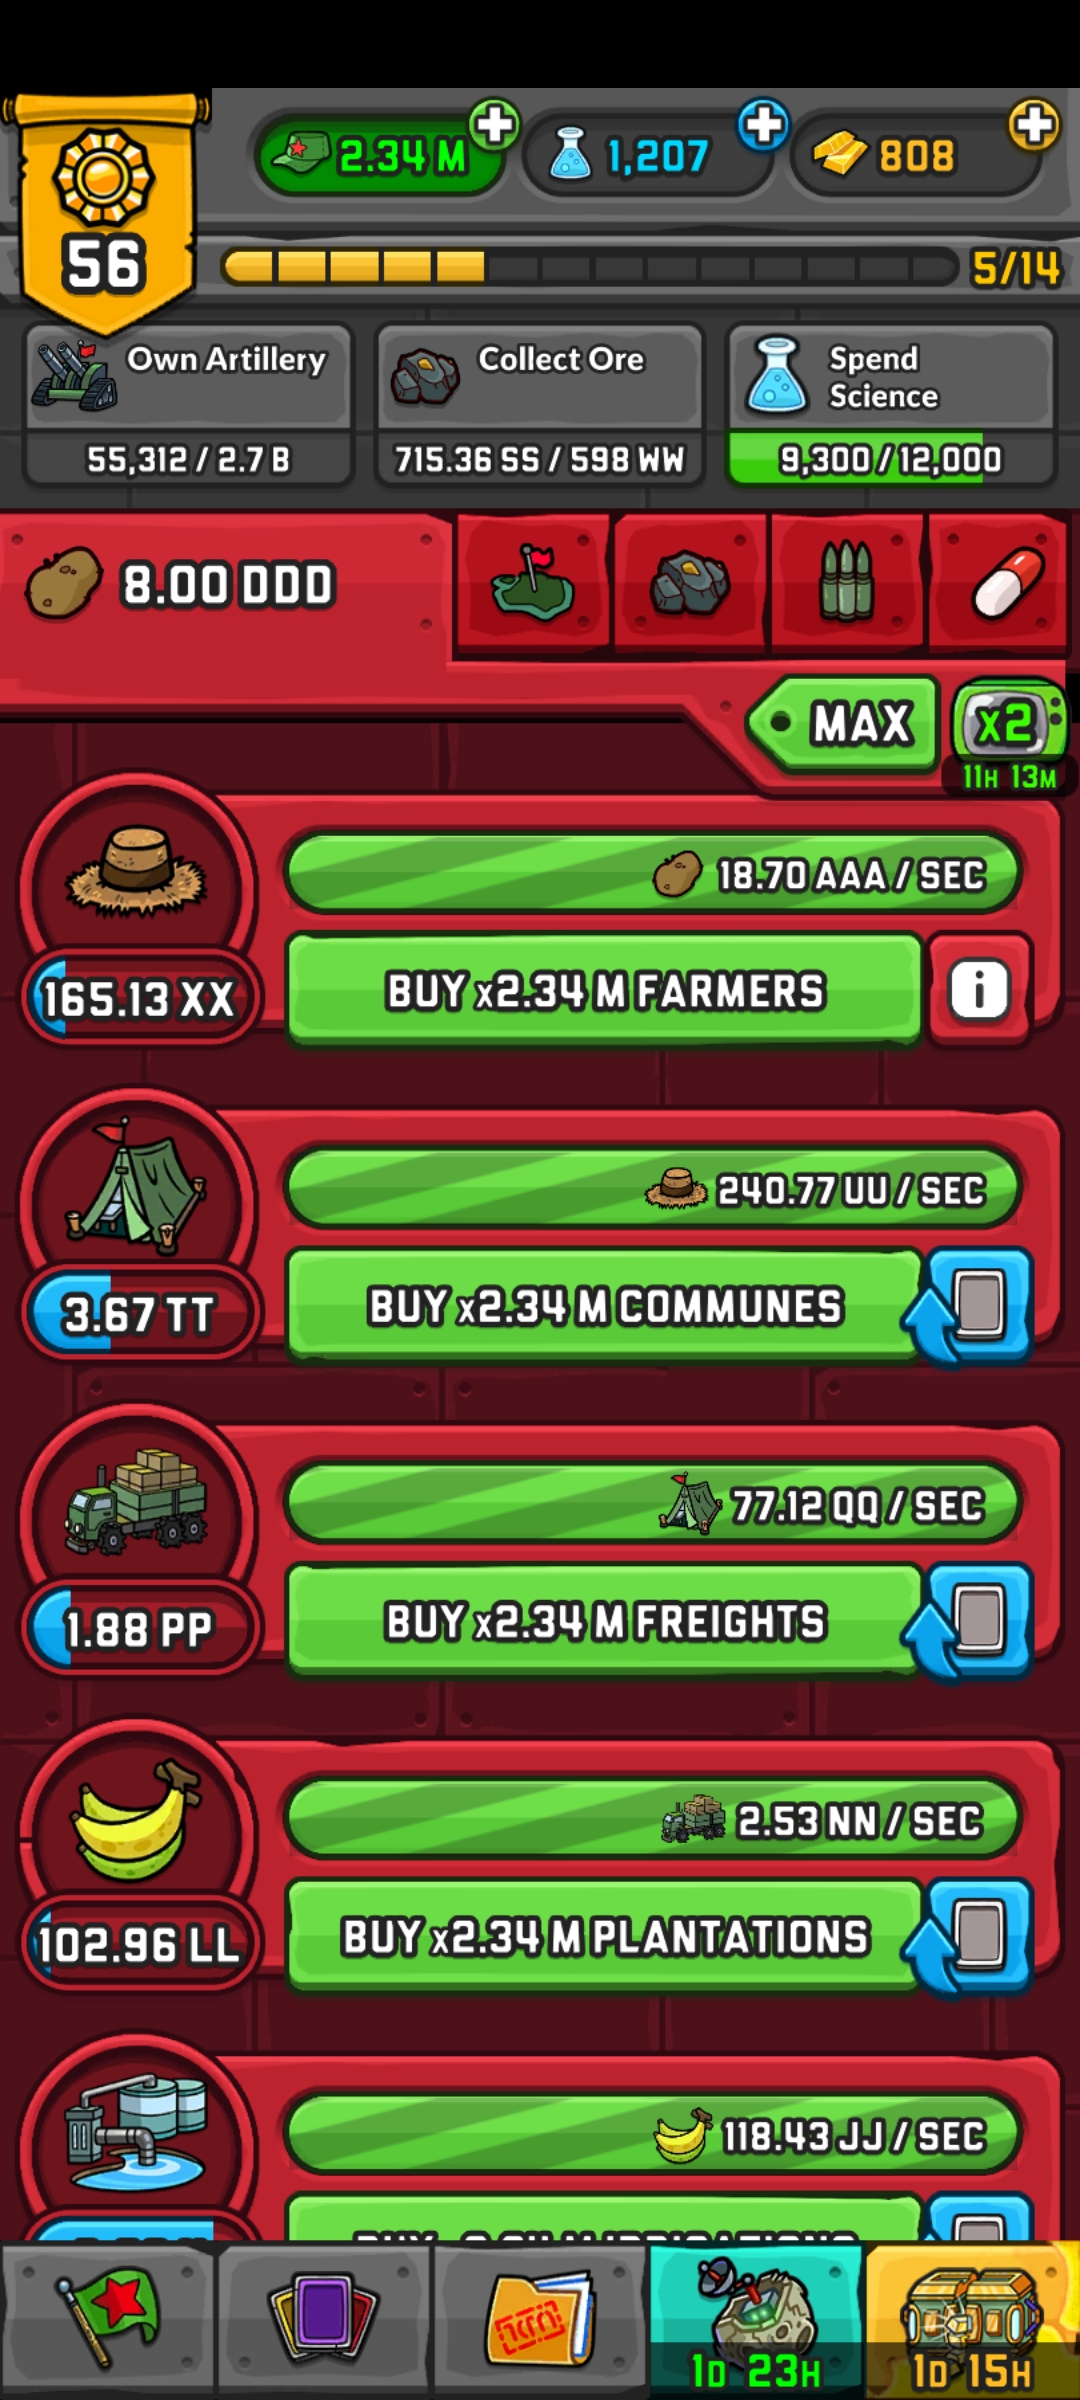 56
2.34 M
1,207
808
5/14
Own Artillery
55,312 / 2.7 B
Collect Ore
715.36 SS / 598 WW
Spend
Science
9,300 / 12,000
8.00 DDD
MAX
x2
11H 13M
18.70 AAA / SEC
165.13 XX
BUY x2.34 M FARMERS
i
240.77 UU / SEC
3.67 TT
BUY x2.34 M COMMUNES
77.12 QQ / SEC
1.88 PP
BUY x2.34 M FREIGHTS
2.53 NN / SEC
102.96 LL
BUY x2.34 M PLANTATIONS
118.43 JJ / SEC
1D 23H
1D 15H